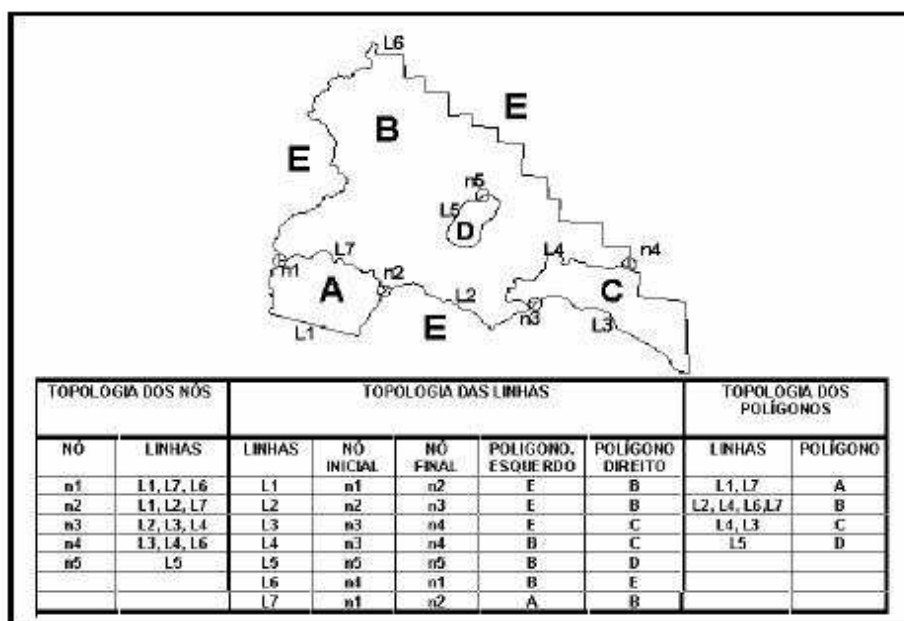 L6
E
B
E
n5
L5
D
L7
n1
n2
A
L2
L4
n4
C
E
n3
L3
L1
TOPOLOGIA DOS NÓS TOPOLOGIA DAS LINHAS TOPOLOGIA DOS
POLÍGONOS
NÓ LINHAS LINHAS NÓ INICIAL NÓ FINAL POLIGONO. ESQUERDO POLÍGONO DIREITO LINHAS POLÍGONO
n1 L1, L7, L6 L1 n1 n2 E B L1, L7 A
n2 L1, L2, L7 L2 n2 n3 E B L2, L4, L6,L7 B
n3 L2, L3, L4 L3 n3 n4 E C L4, L3 C
n4 L3, L4, L6 L4 n3 n4 B C L5 D
n5 L5 L5 n5 n5 B D
L6 n4 n1 B E
L7 n1 n2 A B